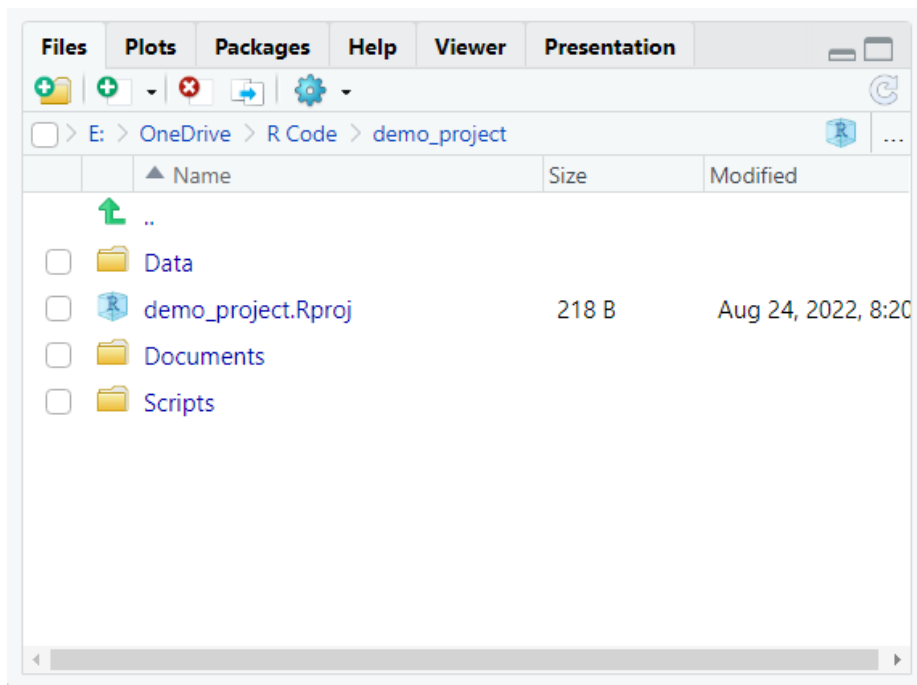 Files Plots Packages Help Viewer Presentation
E: OneDrive R Code demo_project
R ...
Name Size Modified
..
Data
R demo_project.Rproj 218 B Aug 24, 2022, 8:20
Documents
Scripts